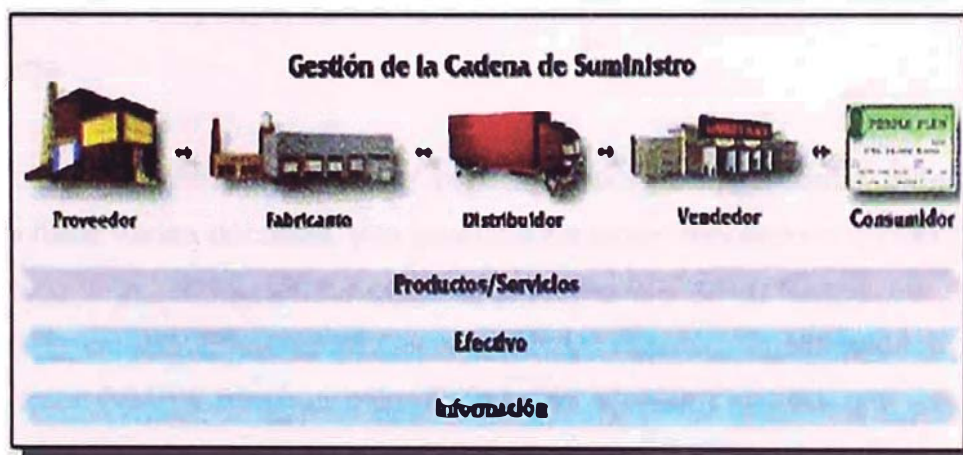 Gestión de la Cadena de Suministro
Proveedor Fabricante Distribuidor Vendedor Consumidor
Productos/Servicios
Efectivo
Información